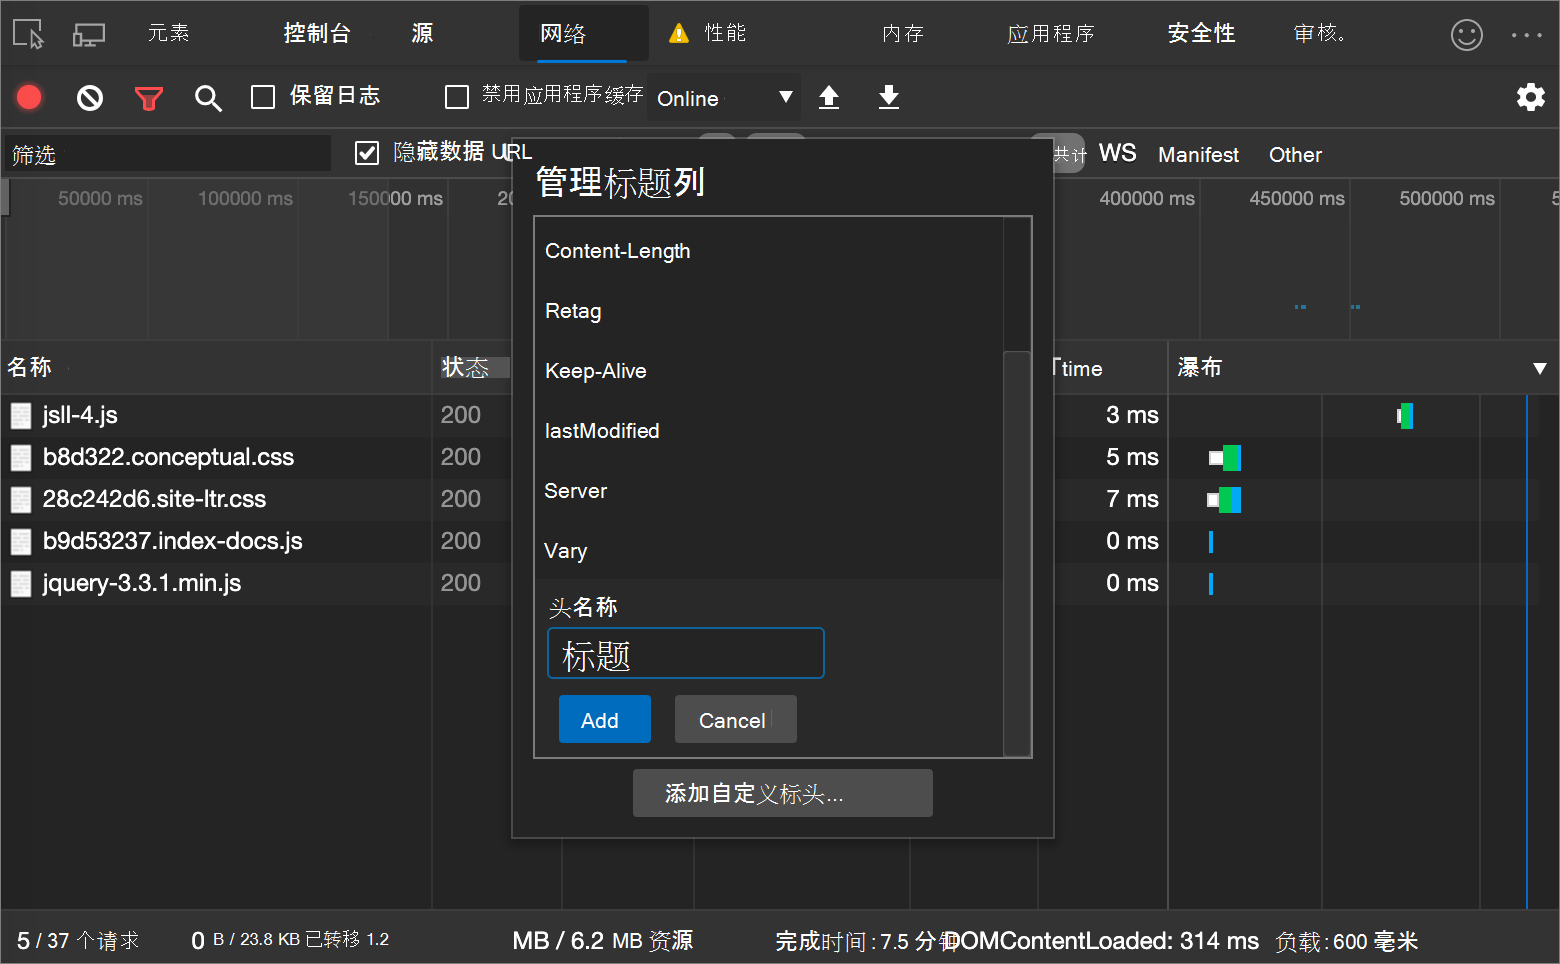 元素 控制台 源 网络 性能 内存 应用程序 安全性 审核。
保留日志 禁用应用程序缓存 Online
筛选 隐藏数据 URL 共计 WS Manifest Other
50000 ms 100000 ms 150000 ms 20 400000 ms 450000 ms 500000 ms 5
管理标题列
Content-Length
Retag
Keep-Alive
lastModified
Server
Vary
头名称
标题
Add Cancel
添加自定义标头...
名称 状态 time 瀑布
jsll-4.js 200 3 ms
b8d322.conceptual.css 200 5 ms
28c242d6.site-ltr.css 200 7 ms
b9d53237.index-docs.js 200 0 ms
jquery-3.3.1.min.js 200 0 ms
5 / 37 个请求 0 B / 23.8 KB 已转移 1.2 MB / 6.2 MB 资源 完成时间：7.5 分钟 DOMContentLoaded: 314 ms 负载：600 毫米